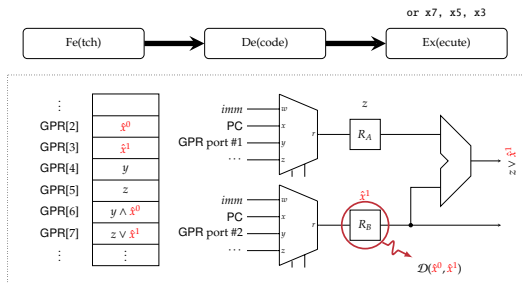 or x7, x5, x3
Fe(tch)
De(code)
Ex(ecute)
⋮
GPR[2] x̂⁰
GPR[3] x̂¹
GPR[4] y
GPR[5] z
GPR[6] y ∧ x̂⁰
GPR[7] z ∨ x̂¹
⋮ ⋮
imm w
PC x
GPR port #1 y
⋯ z
r
z
R_A
imm w
PC x
GPR port #2 y
⋯ z
r
x̂¹
R_B
z ∨ x̂¹
𝒟(x̂⁰, x̂¹)